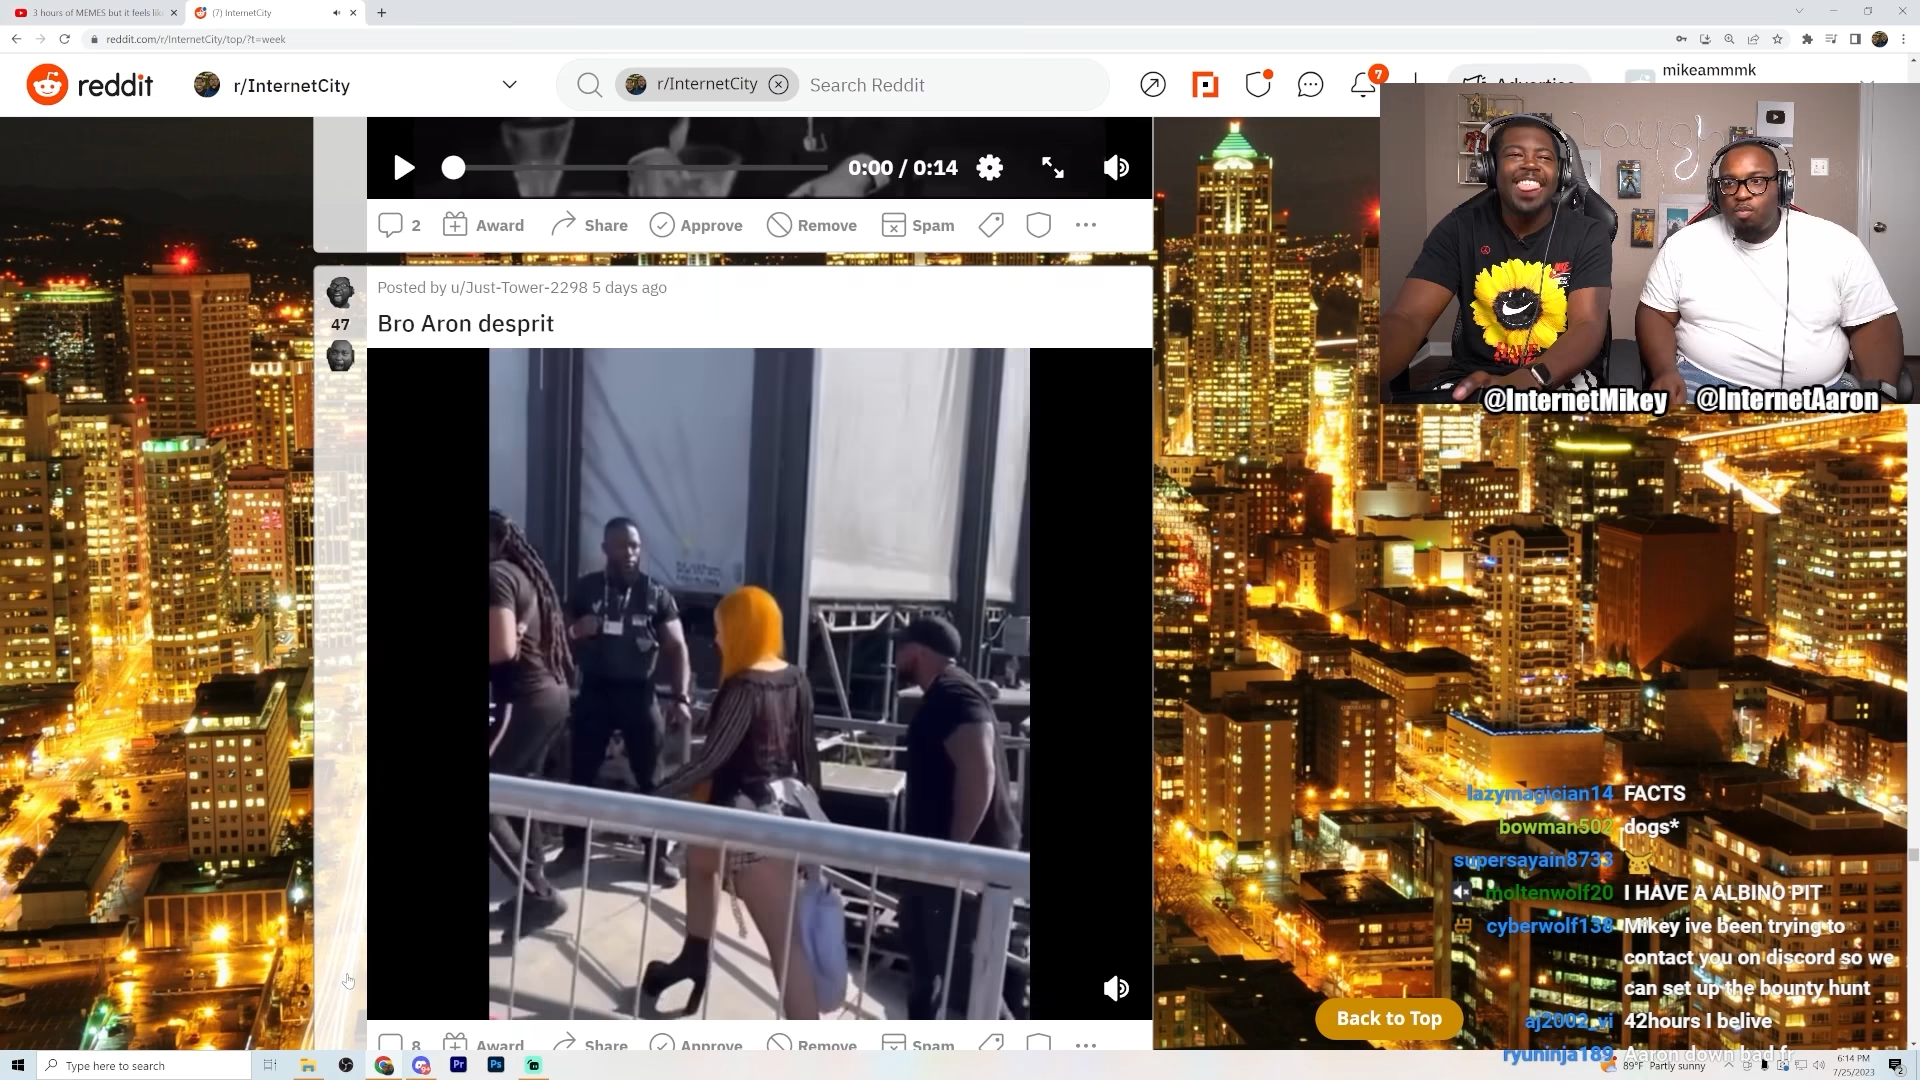 3 hours of MEMES but it feels lik
(7) InternetCity
reddit.com/r/InternetCity/top/?t=week
reddit
r/InternetCity
r/InternetCity
Search Reddit
7
Advertise
mikeammmk
0:00 / 0:14
2
Award
Share
Approve
Remove
Spam
47
Posted by u/Just-Tower-2298 5 days ago
Bro Aron desprit
@InternetMikey
@InternetAaron
lazymagician14 FACTS
bowman502 dogs*
supersayain8733
moltenwolf20 I HAVE A ALBINO PIT
cyberwolf138 Mikey ive been trying to
contact you on discord so we
can set up the bounty hunt
aj2002_vi 42hours I belive
ryuninja189 Aaron down bad fr
Back to Top
8
Award
Share
Approve
Remove
Spam
Type here to search
Pr
Ps
89°F Partly sunny
6:14 PM
7/25/2023
2